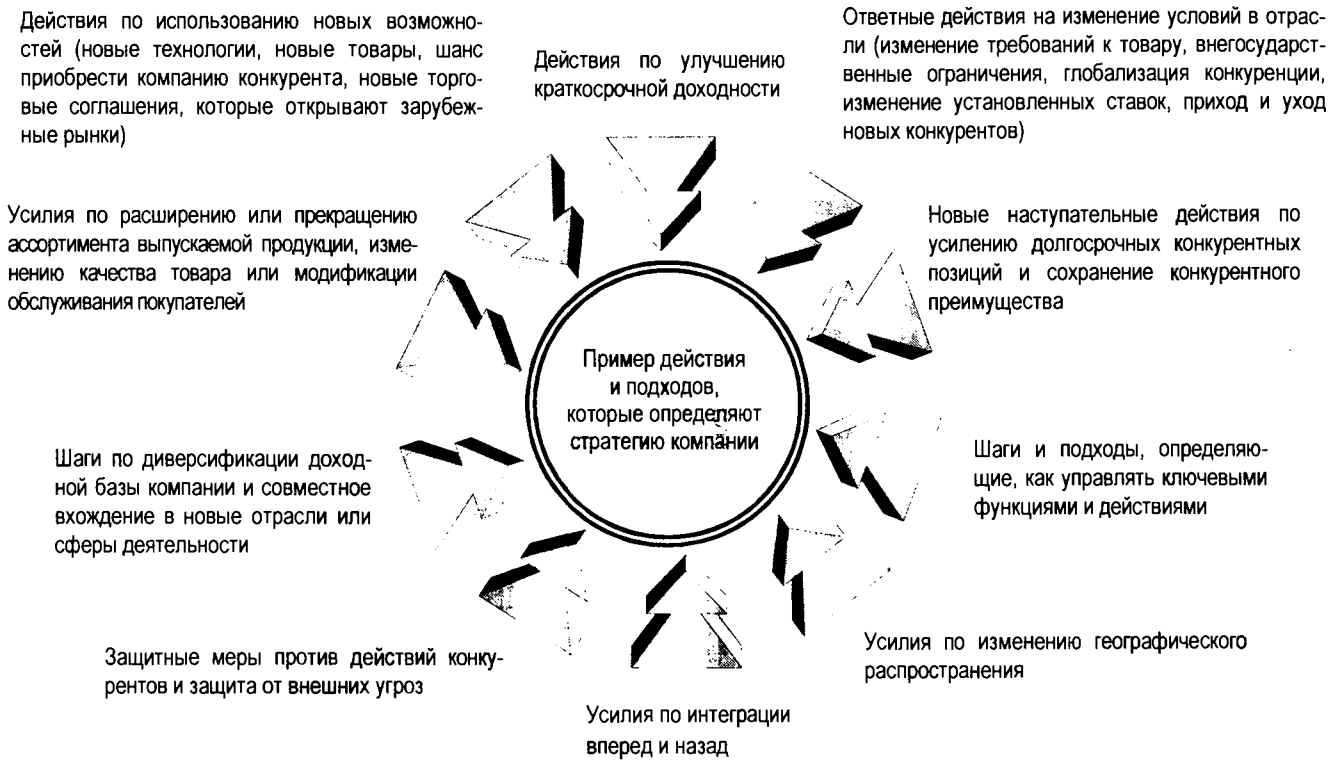 Действия по использованию новых возможно-
стей (новые технологии, новые товары, шанс
приобрести компанию конкурента, новые торго-
вые соглашения, которые открывают зарубеж-
ные рынки)
Действия по улучшению
краткосрочной доходности
Ответные действия на изменение условий в отрас-
ли (изменение требований к товару, внегосударст-
венные ограничения, глобализация конкуренции,
изменение установленных ставок, приход и уход
новых конкурентов)
Усилия по расширению или прекращению
ассортимента выпускаемой продукции, изме-
нению качества товара или модификации
обслуживания покупателей
Новые наступательные действия по
усилению долгосрочных конкурентных
позиций и сохранение конкурентного
преимущества
Пример действия
и подходов,
которые определяют
стратегию компании
Шаги по диверсификации доход-
ной базы компании и совместное
вхождение в новые отрасли или
сферы деятельности
Шаги и подходы, определяю-
щие, как управлять ключевыми
функциями и действиями
Защитные меры против действий конку-
рентов и защита от внешних угроз
Усилия по интеграции
вперед и назад
Усилия по изменению географического
распространения